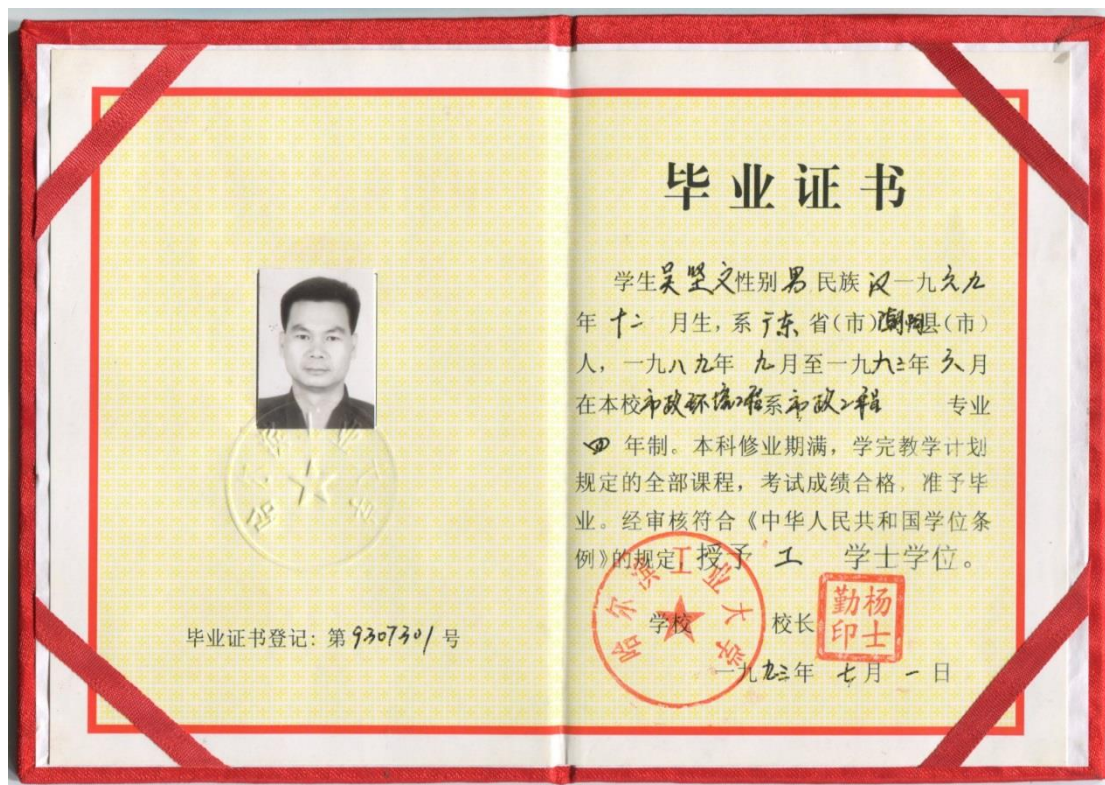 毕业证书
学生吴坚文性别男民族汉一九六九
年十二月生,系广东省(市)潮阳县(市)
人,一九八九年九月至一九九三年六月
在本校市政环境工程系市政工程 专业
四年制。本科修业期满,学完教学计划
规定的全部课程,考试成绩合格,准予毕
业。经审核符合《中华人民共和国学位条
例》的规定,授予 工 学士学位。
学校 校长
哈尔滨工业大学
杨士勤印
一九九三年七月一日
哈尔滨工业大学
毕业证书登记:第9307301号